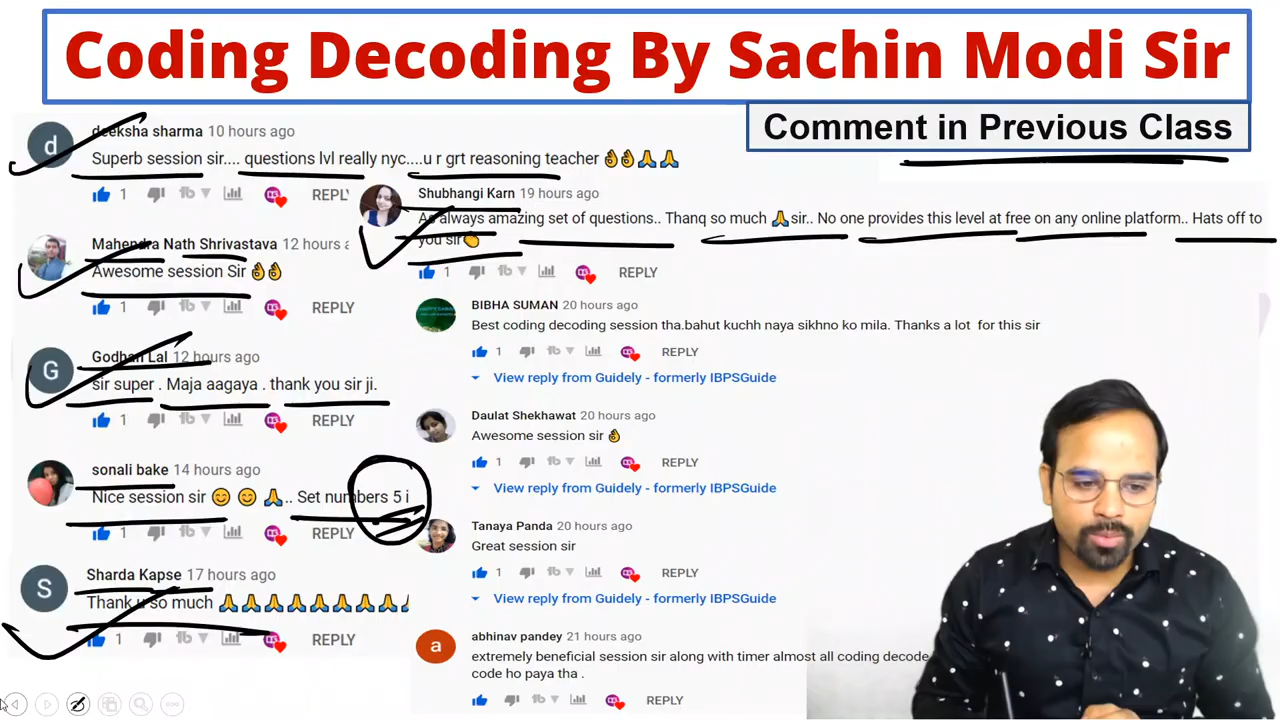 Coding Decoding By Sachin Modi Sir
Comment in Previous Class
d
deeksha sharma 10 hours ago
Superb session sir.... questions lvl really nyc....u r grt reasoning teacher 👌👌🙏🙏
1 REPLY
Shubhangi Karn 19 hours ago
As always amazing set of questions.. Thanq so much 🙏sir.. No one provides this level at free on any online platform.. Hats off to
you sir👏
1 REPLY
Mahendra Nath Shrivastava 12 hours a
Awesome session Sir 👌👌
1 REPLY
G
Godhan Lal 12 hours ago
sir super . Maja aagaya . thank you sir ji.
1 REPLY
sonali bake 14 hours ago
Nice session sir 😊 😊 🙏.. Set numbers 5 i
1 REPLY
S
Sharda Kapse 17 hours ago
Thank u so much 🙏🙏🙏🙏🙏🙏🙏🙏
1 REPLY
BIBHA SUMAN 20 hours ago
Best coding decoding session tha.bahut kuchh naya sikhno ko mila. Thanks a lot for this sir
1 REPLY
View reply from Guidely - formerly IBPSGuide
Daulat Shekhawat 20 hours ago
Awesome session sir 👌
1 REPLY
View reply from Guidely - formerly IBPSGuide
Tanaya Panda 20 hours ago
Great session sir
1 REPLY
View reply from Guidely - formerly IBPSGuide
a
abhinav pandey 21 hours ago
extremely beneficial session sir along with timer almost all coding decode
code ho paya tha .
1 REPLY